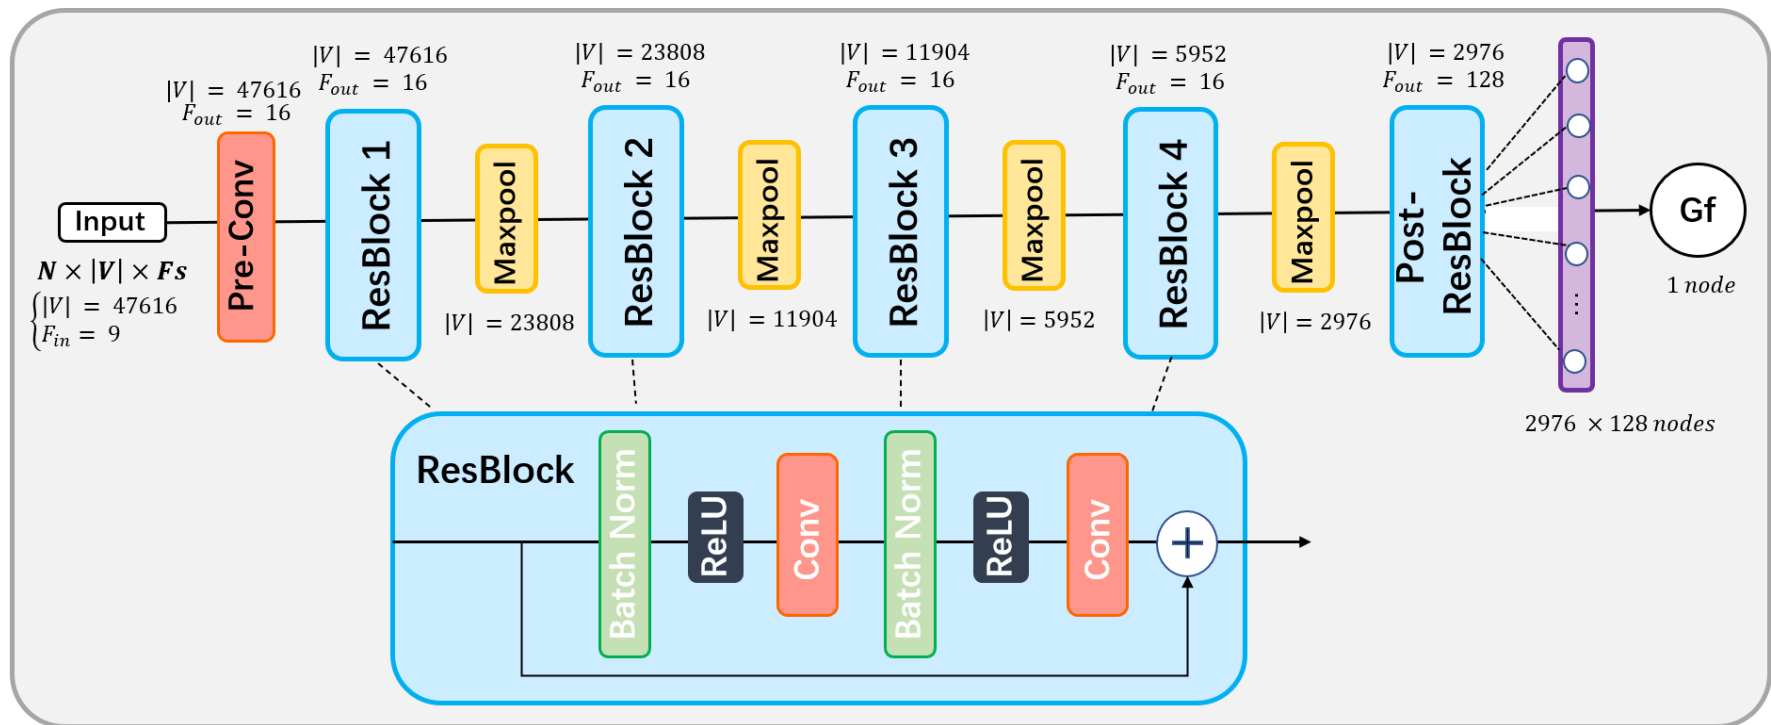 |V| = 47616
F_out = 16
|V| = 47616
F_out = 16
|V| = 23808
F_out = 16
|V| = 11904
F_out = 16
|V| = 5952
F_out = 16
|V| = 2976
F_out = 128
Input
N × |V| × Fs
|V| = 47616
F_in = 9
Pre-Conv
ResBlock 1
Maxpool
|V| = 23808
ResBlock 2
Maxpool
|V| = 11904
ResBlock 3
Maxpool
|V| = 5952
ResBlock 4
Maxpool
|V| = 2976
Post-
ResBlock
⋮
2976 × 128 nodes
Gf
1 node
ResBlock
Batch Norm
ReLU
Conv
Batch Norm
ReLU
Conv
+